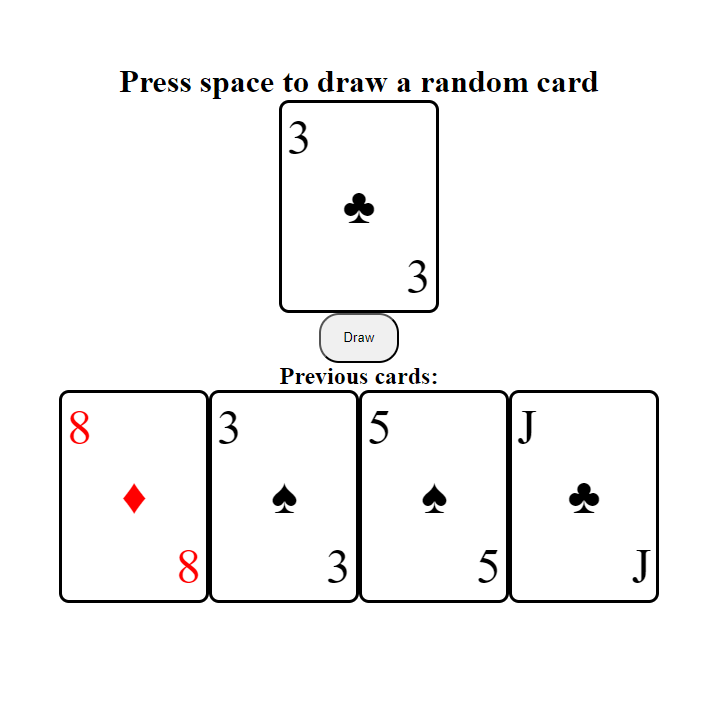 Press space to draw a random card
3
♣
3
Draw
Previous cards:
8 3 5 J
♦ ♠ ♠ ♣
8 3 5 J